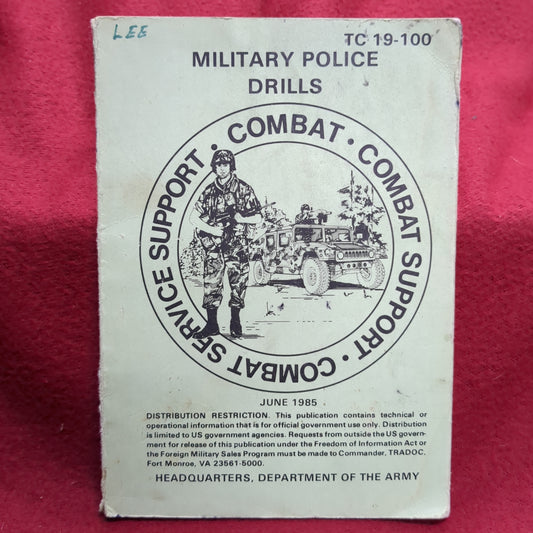 LEE
TC 19-100
MILITARY POLICE
DRILLS
COMBAT • COMBAT SUPPORT • COMBAT SERVICE SUPPORT •
JUNE 1985
DISTRIBUTION RESTRICTION. This publication contains technical or
operational information that is for official government use only. Distribution
is limited to US government agencies. Requests from outside the US govern-
ment for release of this publication under the Freedom of Information Act or
the Foreign Military Sales Program must be made to Commander, TRADOC,
Fort Monroe, VA 23561-5000.
HEADQUARTERS, DEPARTMENT OF THE ARMY